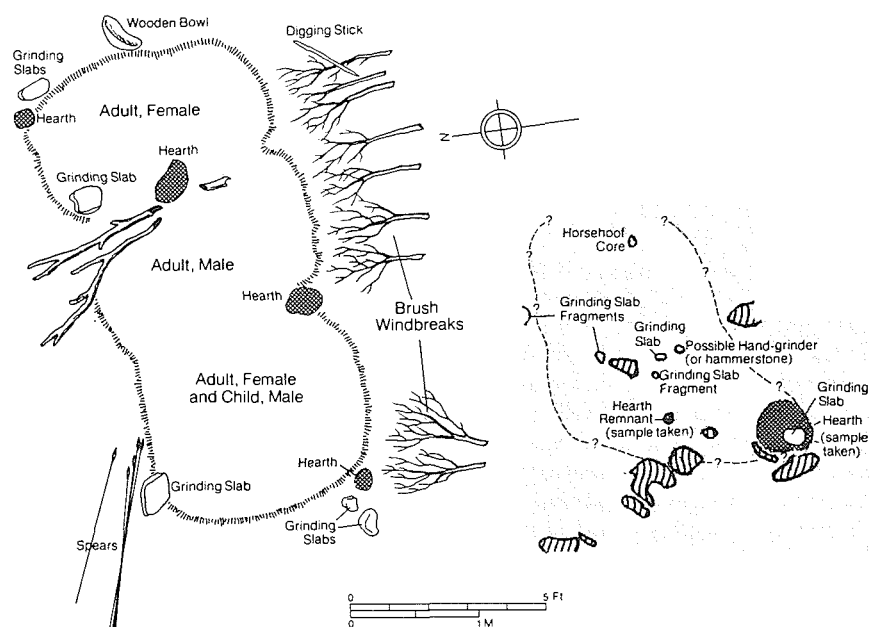 Wooden Bowl
Digging Stick
Grinding
Slabs
Adult, Female
Hearth
Hearth
Grinding Slab
N
Adult, Male
Hearth
Brush
Windbreaks
Adult, Female
and Child, Male
Hearth
Grinding Slab
Grinding
Slabs
Spears
0
5 Ft
0
1 M
?
?
Horsehoof
Core
?
?
Grinding Slab
Fragments
?
Grinding
Slab
Possible Hand-grinder
(or hammerstone)
Grinding Slab
Fragment
?
Grinding
Slab
Hearth
Remnant
(sample taken)
Hearth
(sample
taken)
?
?
?